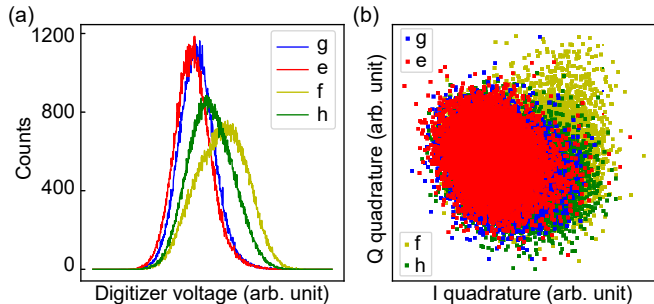 (a)
1200
800
400
0
Counts
Digitizer voltage (arb. unit)
g
e
f
h
(b)
Q quadrature (arb. unit)
I quadrature (arb. unit)
g
e
f
h